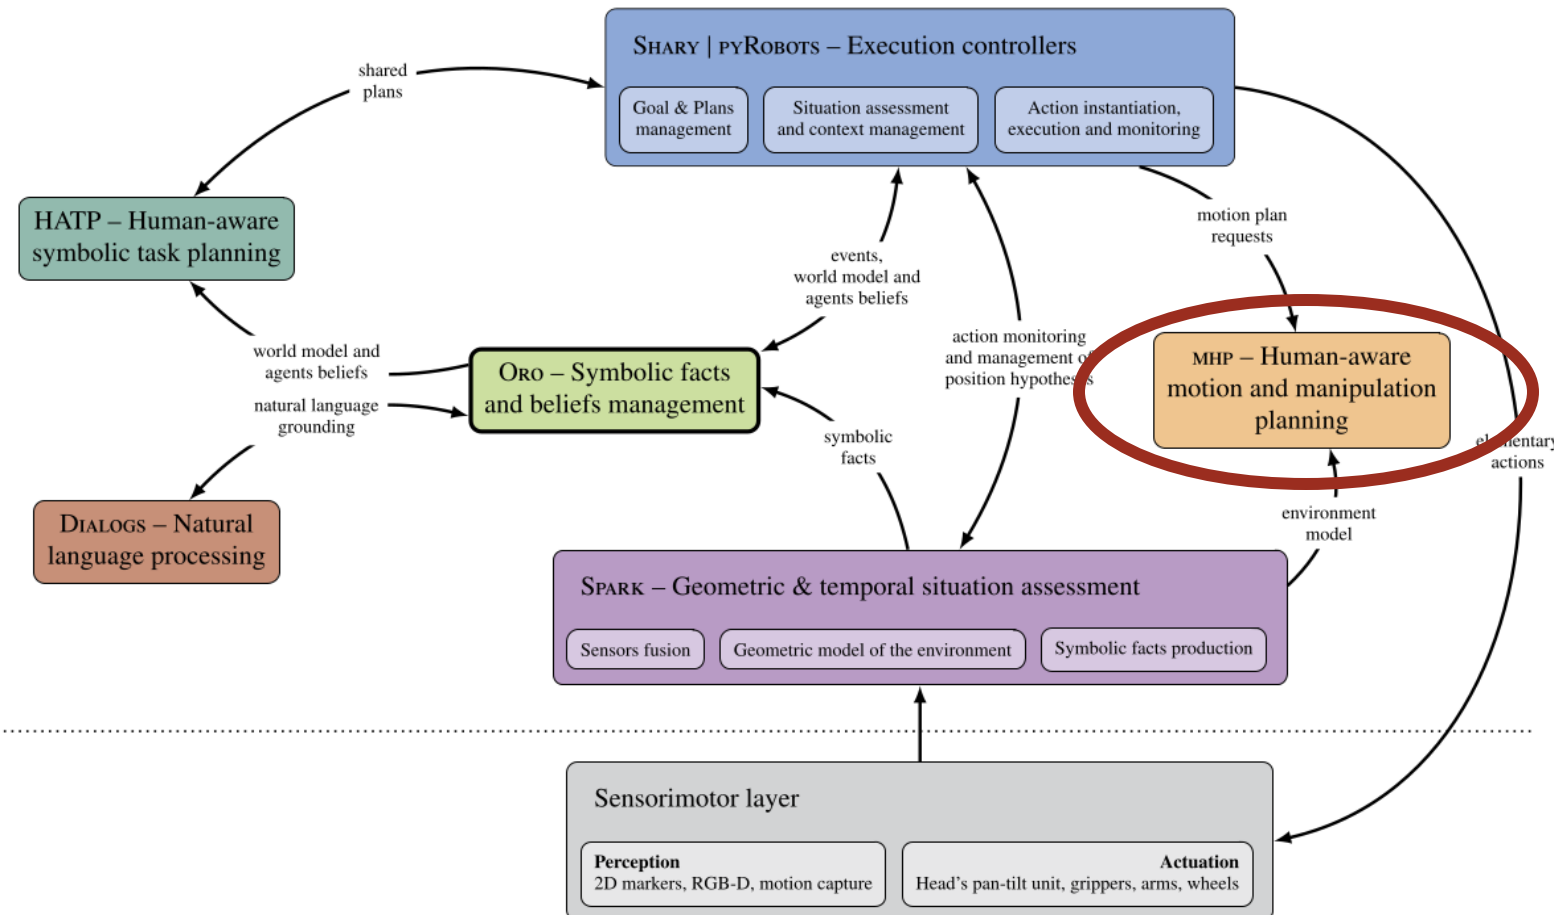 SHARY | PYROBOTS – Execution controllers
Goal & Plans
management
Situation assessment
and context management
Action instantiation,
execution and monitoring
shared
plans
HATP – Human-aware
symbolic task planning
motion plan
requests
events,
world model and
agents beliefs
action monitoring
and management of
position hypotheses
world model and
agents beliefs
natural language
grounding
ORO – Symbolic facts
and beliefs management
MHP – Human-aware
motion and manipulation
planning
symbolic
facts
elementary
actions
DIALOGS – Natural
language processing
environment
model
SPARK – Geometric & temporal situation assessment
Sensors fusion
Geometric model of the environment
Symbolic facts production
Sensorimotor layer
Perception
2D markers, RGB-D, motion capture
Actuation
Head's pan-tilt unit, grippers, arms, wheels